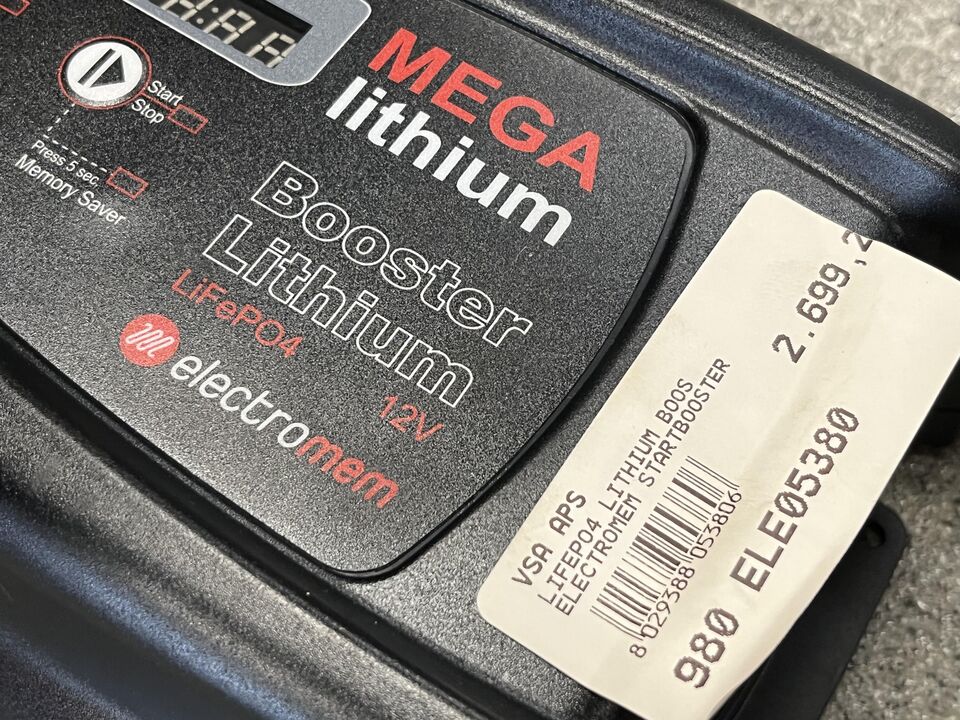 Start
Stop
Press 5 sec.
Memory Saver
MEGA
lithium
Booster
Lithium
LiFePO4
12V
electromem
VSA APS
LIFEPO4 LITHIUM BOOS
ELECTROMEM STARTBOOSTER
8 029388 053806
2.699,2
980 ELE05380